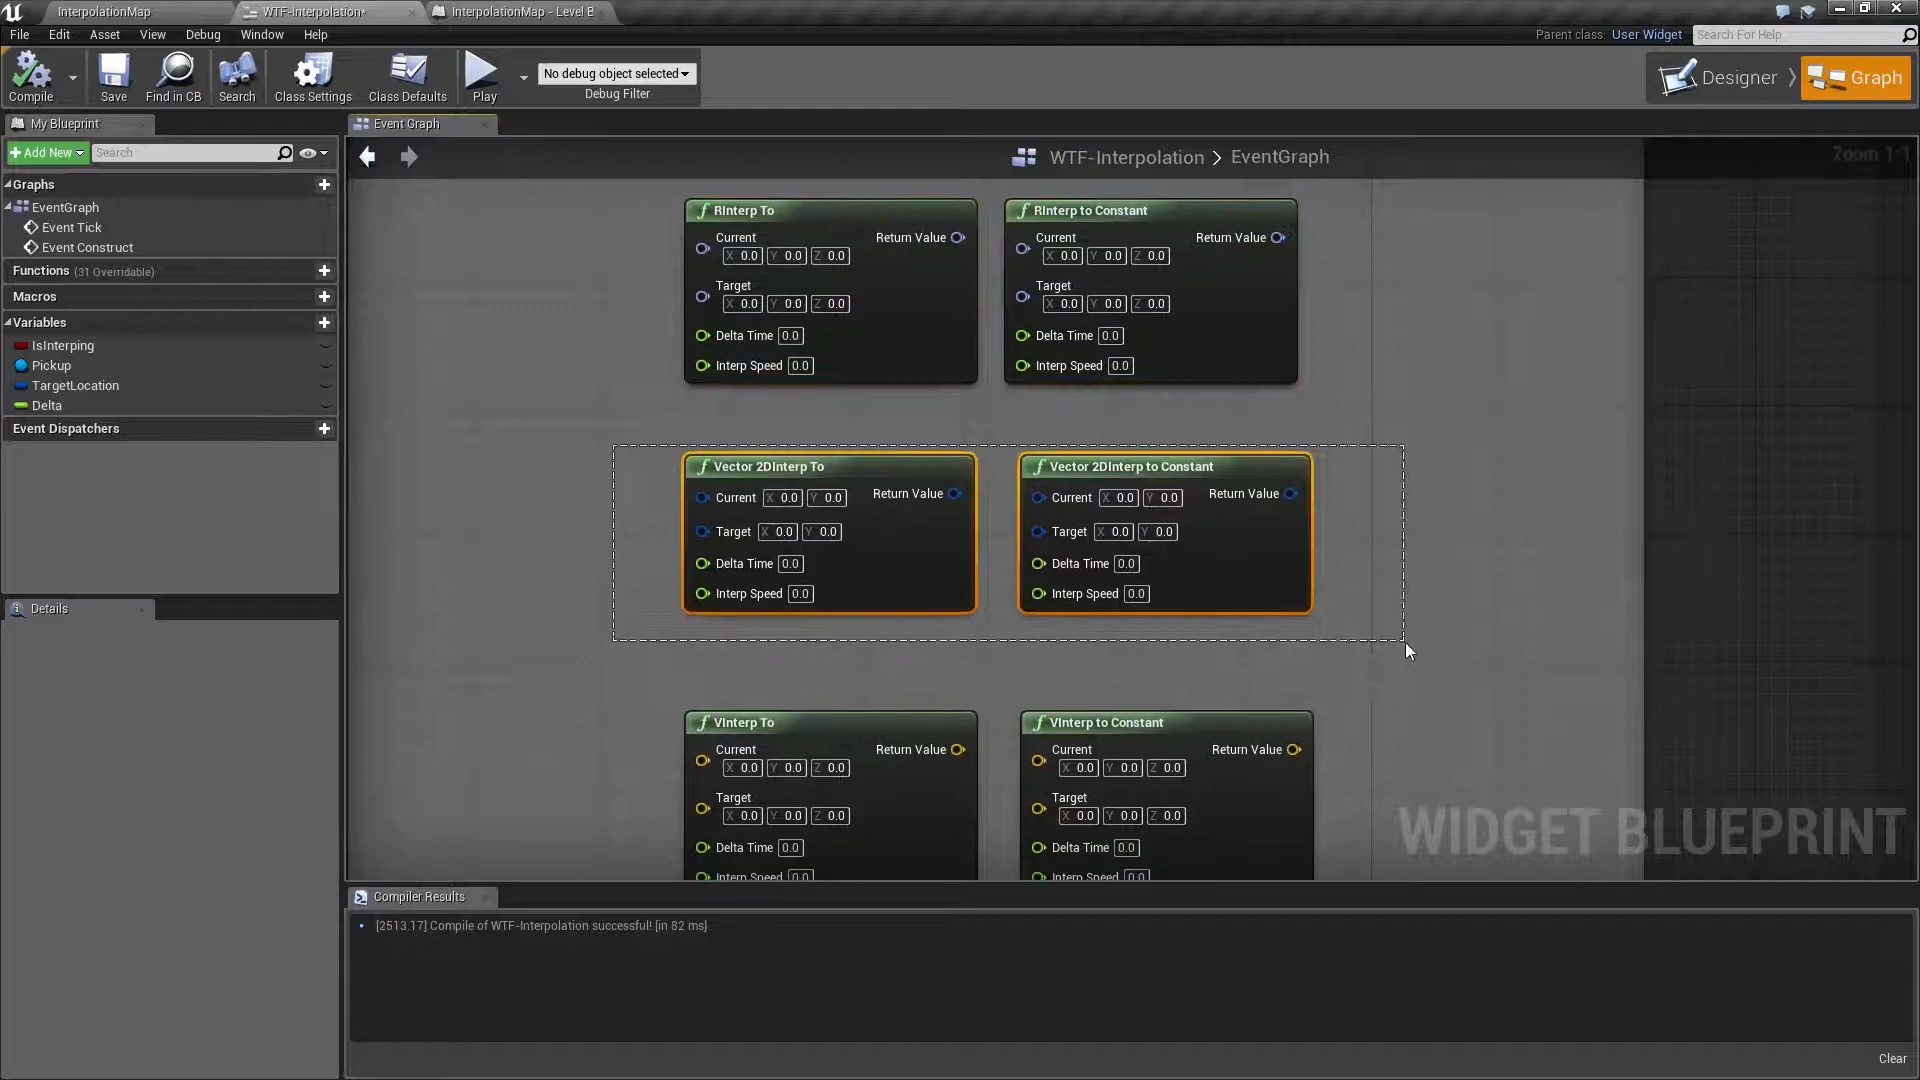 InterpolationMap
WTF-Interpolation*
InterpolationMap - Level B
File
Edit
Asset
View
Debug
Window
Help
Parent class: User Widget
Search For Help
Compile
Save
Find in CB
Search
Class Settings
Class Defaults
Play
No debug object selected
Debug Filter
Designer
Graph
My Blueprint
Event Graph
+ Add New
Search
WTF-Interpolation > EventGraph
Zoom 1:1
Graphs
EventGraph
Event Tick
Event Construct
Functions (31 Overridable)
Macros
Variables
IsInterping
Pickup
TargetLocation
Delta
Event Dispatchers
Details
RInterp To
Current
X 0.0 Y 0.0 Z 0.0
Return Value
Target
X 0.0 Y 0.0 Z 0.0
Delta Time 0.0
Interp Speed 0.0
RInterp to Constant
Current
X 0.0 Y 0.0 Z 0.0
Return Value
Target
X 0.0 Y 0.0 Z 0.0
Delta Time 0.0
Interp Speed 0.0
Vector 2DInterp To
Current X 0.0 Y 0.0
Return Value
Target X 0.0 Y 0.0
Delta Time 0.0
Interp Speed 0.0
Vector 2DInterp to Constant
Current X 0.0 Y 0.0
Return Value
Target X 0.0 Y 0.0
Delta Time 0.0
Interp Speed 0.0
VInterp To
Current
X 0.0 Y 0.0 Z 0.0
Return Value
Target
X 0.0 Y 0.0 Z 0.0
Delta Time 0.0
Interp Speed 0.0
VInterp to Constant
Current
X 0.0 Y 0.0 Z 0.0
Return Value
Target
X 0.0 Y 0.0 Z 0.0
Delta Time 0.0
Interp Speed 0.0
WIDGET BLUEPRINT
Compiler Results
[2513.17] Compile of WTF-Interpolation successful! [in 82 ms]
Clear